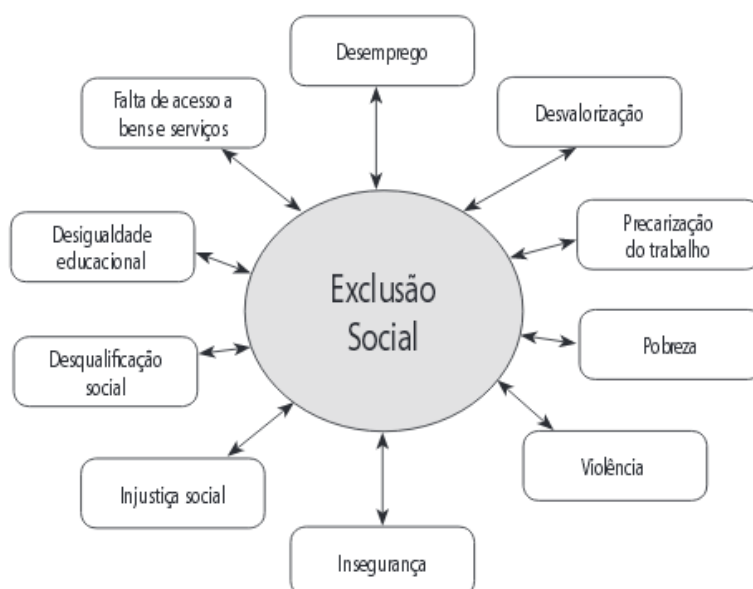 Desemprego
Falta de acesso a
bens e serviços
Desvalorização
Desigualdade
educacional
Precarização
do trabalho
Exclusão
Social
Desqualificação
social
Pobreza
Injustiça social
Violência
Insegurança